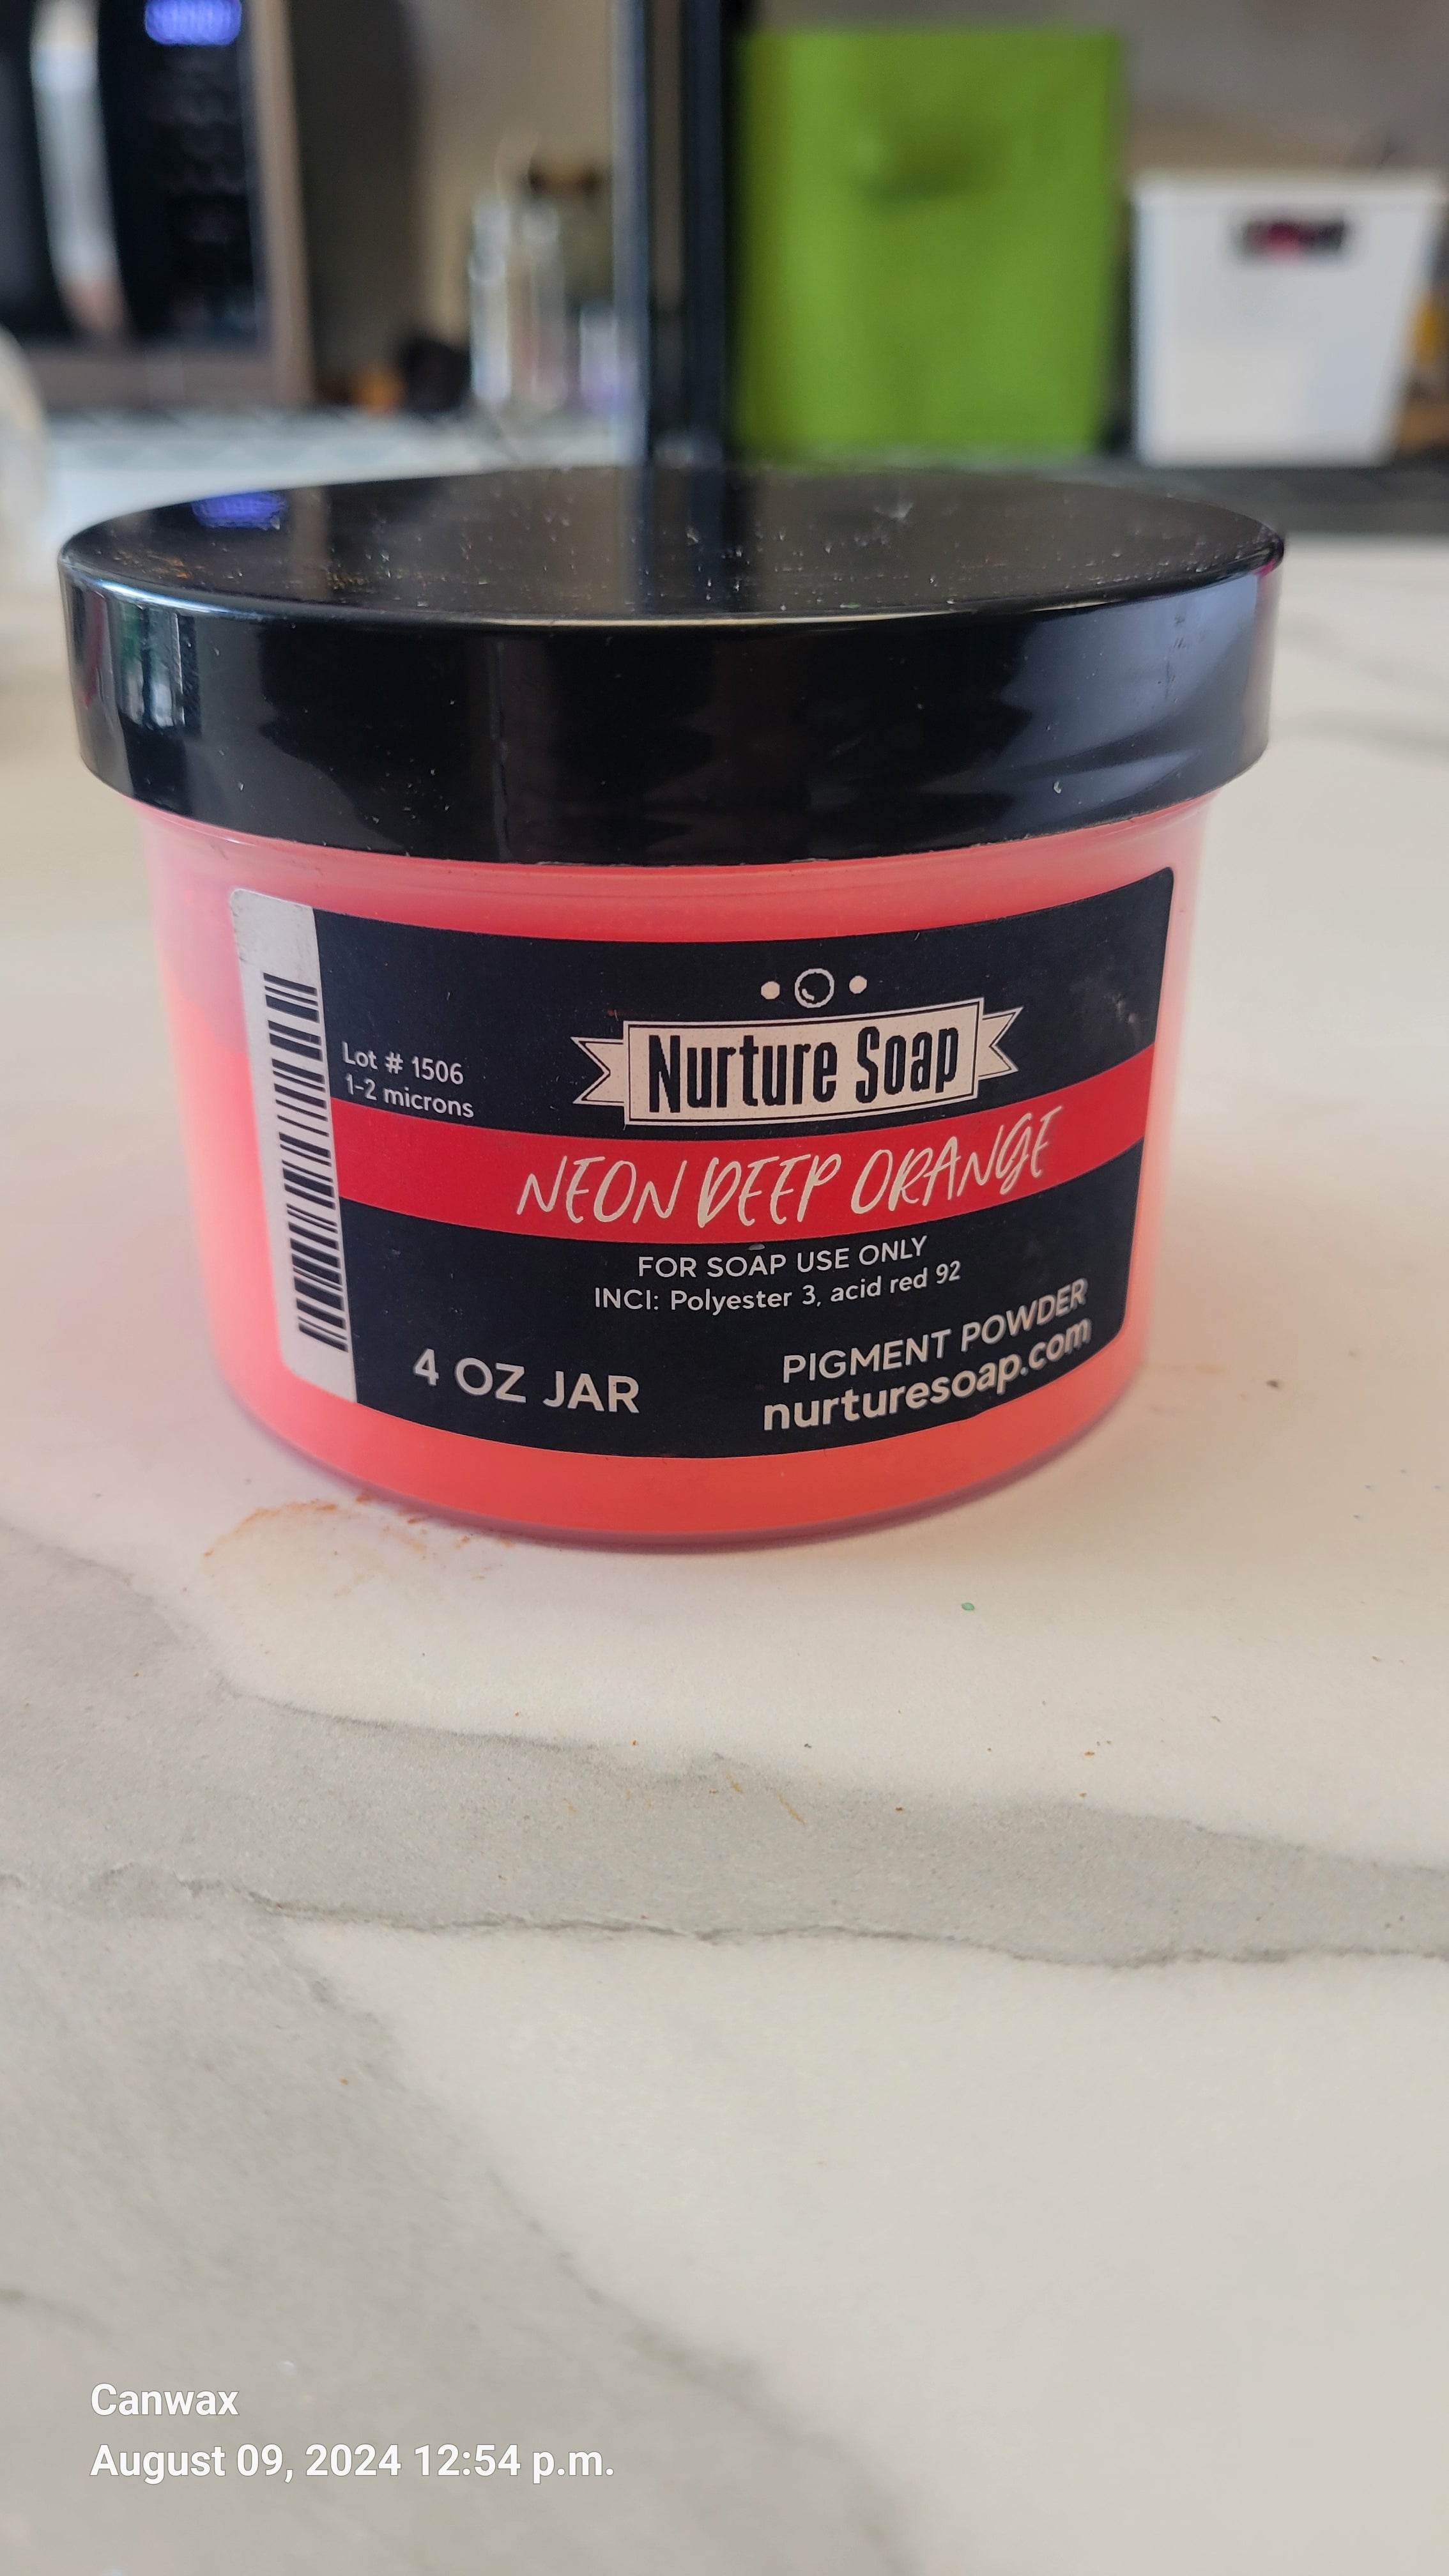 Nurture Soap
Lot # 1506
1-2 microns
NEON DEEP ORANGE
FOR SOAP USE ONLY
INCI: Polyester 3, acid red 92
4 OZ JAR
PIGMENT POWDER
nurturesoap.com
Canwax
August 09, 2024 12:54 p.m.